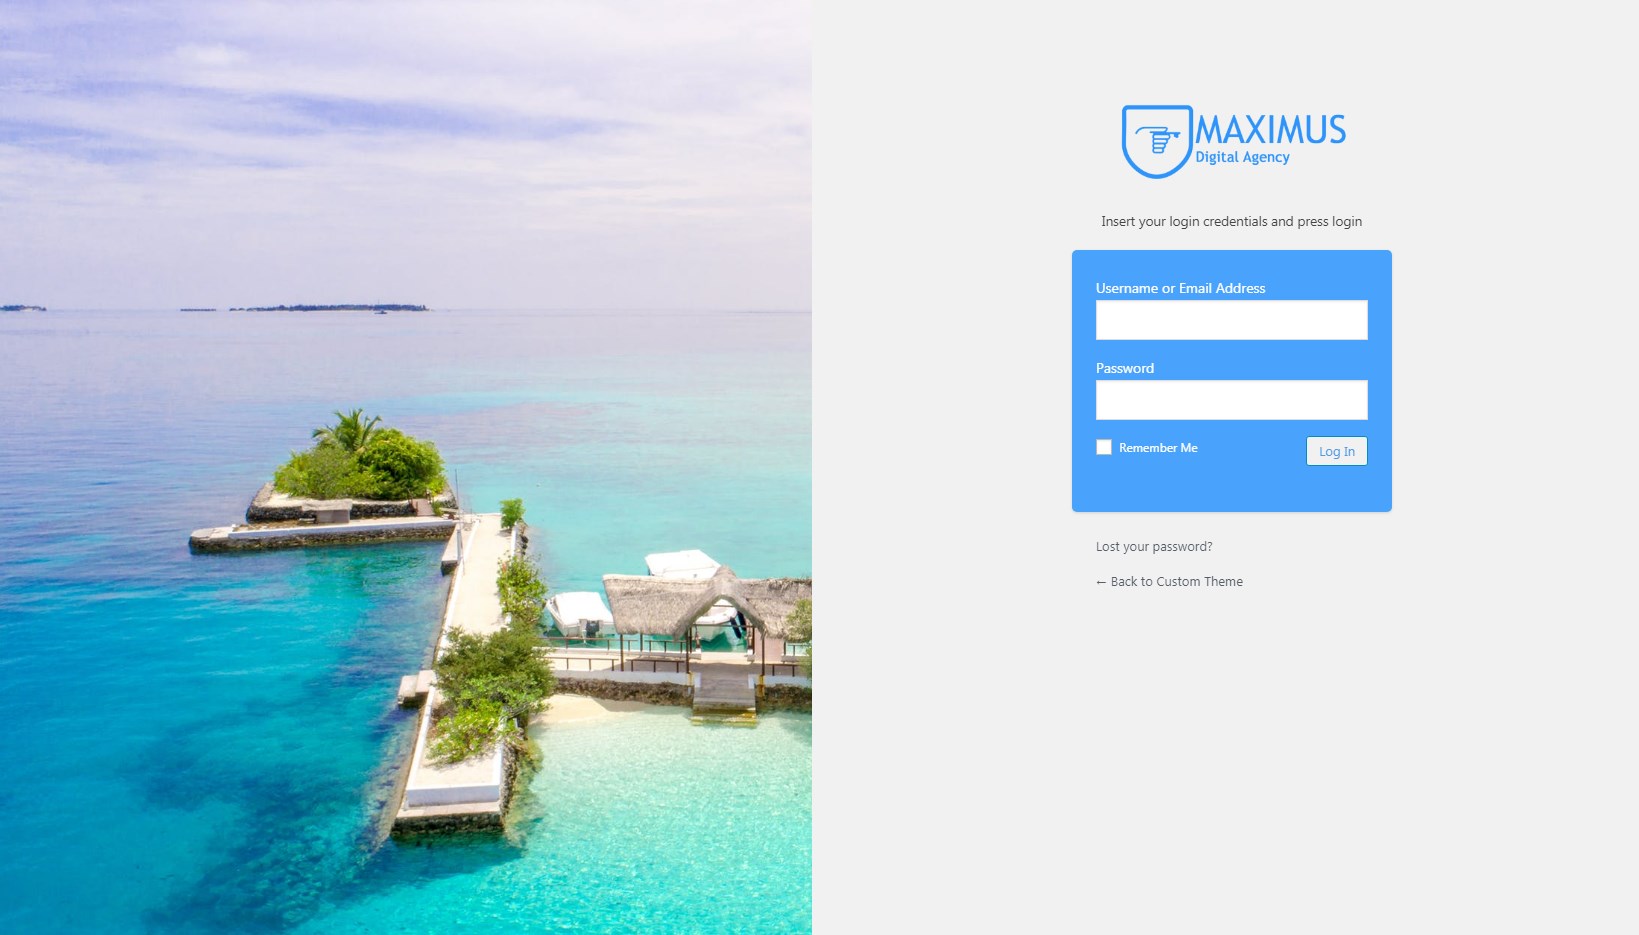 MAXIMUS
Digital Agency
Insert your login credentials and press login
Username or Email Address
Password
Remember Me
Log In
Lost your password?
← Back to Custom Theme